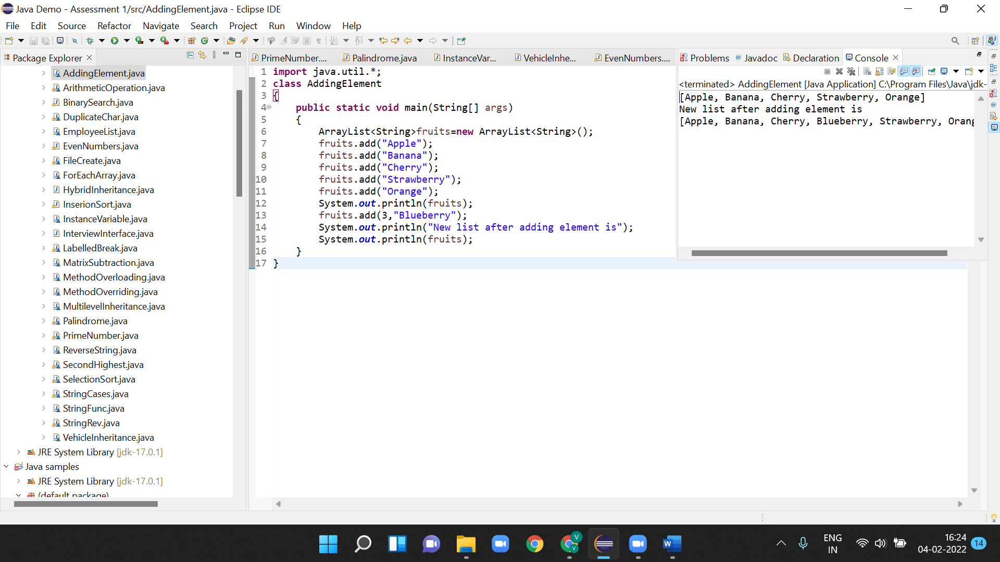 Java Demo - Assessment 1/src/AddingElement.java - Eclipse IDE
File Edit Source Refactor Navigate Search Project Run Window Help
Package Explorer
AddingElement.java
ArithmeticOperation.java
BinarySearch.java
DuplicateChar.java
EmployeeList.java
EvenNumbers.java
FileCreate.java
ForEachArray.java
HybridInheritance.java
InserionSort.java
InstanceVariable.java
InterviewInterface.java
LabelledBreak.java
MatrixSubtraction.java
MethodOverloading.java
MethodOverriding.java
MultilevelInheritance.java
Palindrome.java
PrimeNumber.java
ReverseString.java
SecondHighest.java
SelectionSort.java
StringCases.java
StringFunc.java
StringRev.java
VehicleInheritance.java
JRE System Library [jdk-17.0.1]
Java samples
JRE System Library [jdk-17.0.1]
(default package)
PrimeNumber.... Palindrome.java InstanceVar... VehicleInhe... EvenNumbers....
1 import java.util.*;
2 class AddingElement
3 {
4 public static void main(String[] args)
5 {
6 ArrayList<String>fruits=new ArrayList<String>();
7 fruits.add("Apple");
8 fruits.add("Banana");
9 fruits.add("Cherry");
10 fruits.add("Strawberry");
11 fruits.add("Orange");
12 System.out.println(fruits);
13 fruits.add(3,"Blueberry");
14 System.out.println("New list after adding element is");
15 System.out.println(fruits);
16 }
17 }
Problems @ Javadoc Declaration Console
<terminated> AddingElement [Java Application] C:\Program Files\Java\jdk-
[Apple, Banana, Cherry, Strawberry, Orange]
New list after adding element is
[Apple, Banana, Cherry, Blueberry, Strawberry, Orang
V
V
W
ENG
IN
16:24
04-02-2022
14